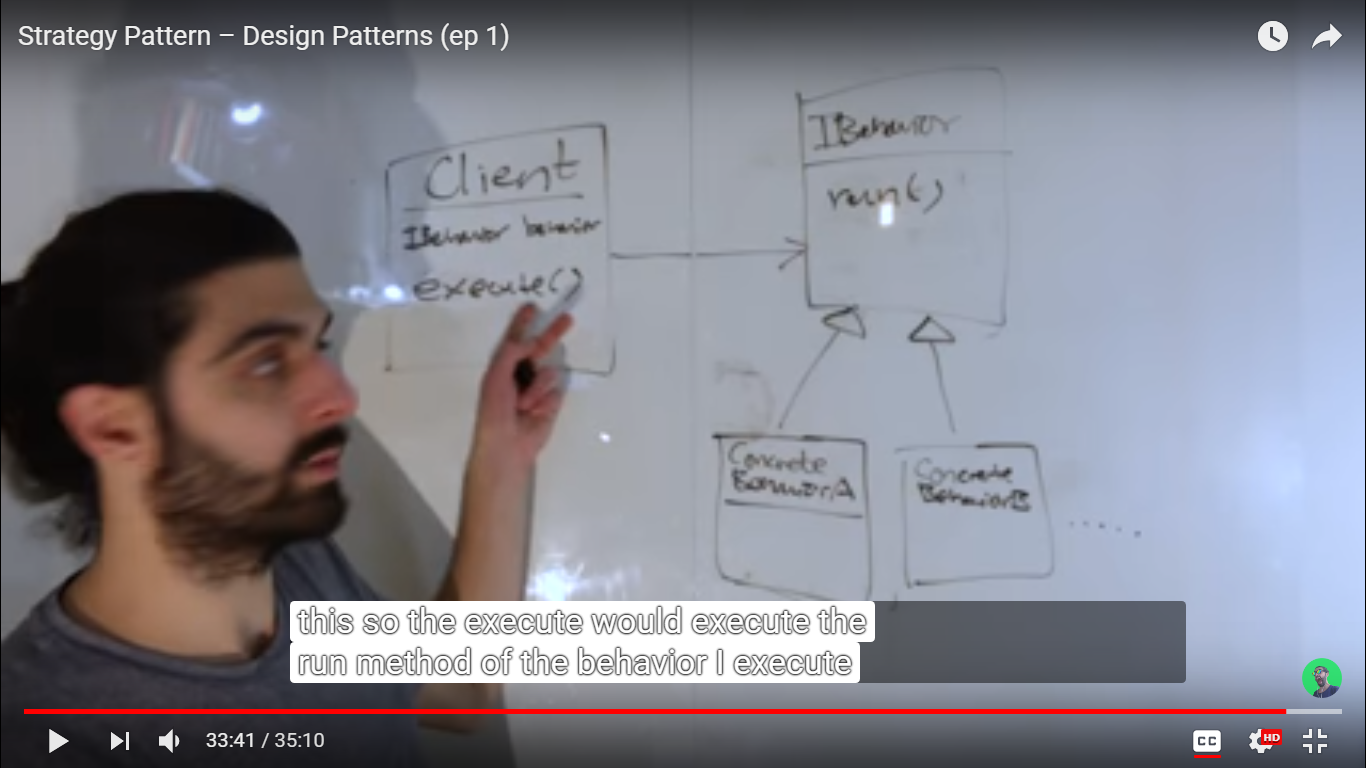 Strategy Pattern – Design Patterns (ep 1)
Client
IBehavior behavior
execute()
IBehavior
run()
Concrete
BehaviorA
Concrete
BehaviorB
this so the execute would execute the
run method of the behavior I execute
33:41 / 35:10
CC
HD